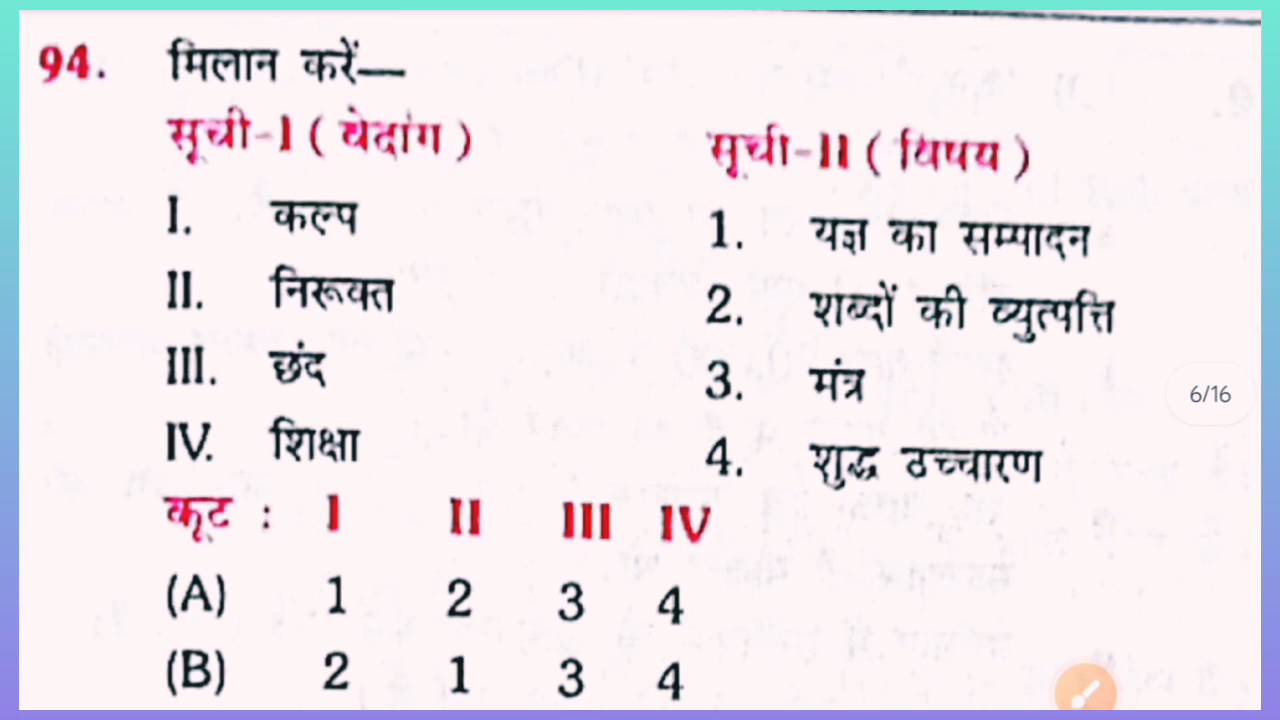 94. मिलान करें—
सूची-I ( वेदांग ) सूची-II ( विषय )
I. कल्प 1. यज्ञ का सम्पादन
II. निरूक्त 2. शब्दों की व्युत्पत्ति
III. छंद 3. मंत्र
IV. शिक्षा 4. शुद्ध उच्चारण
6/16
कूट : I II III IV
(A) 1 2 3 4
(B) 2 1 3 4